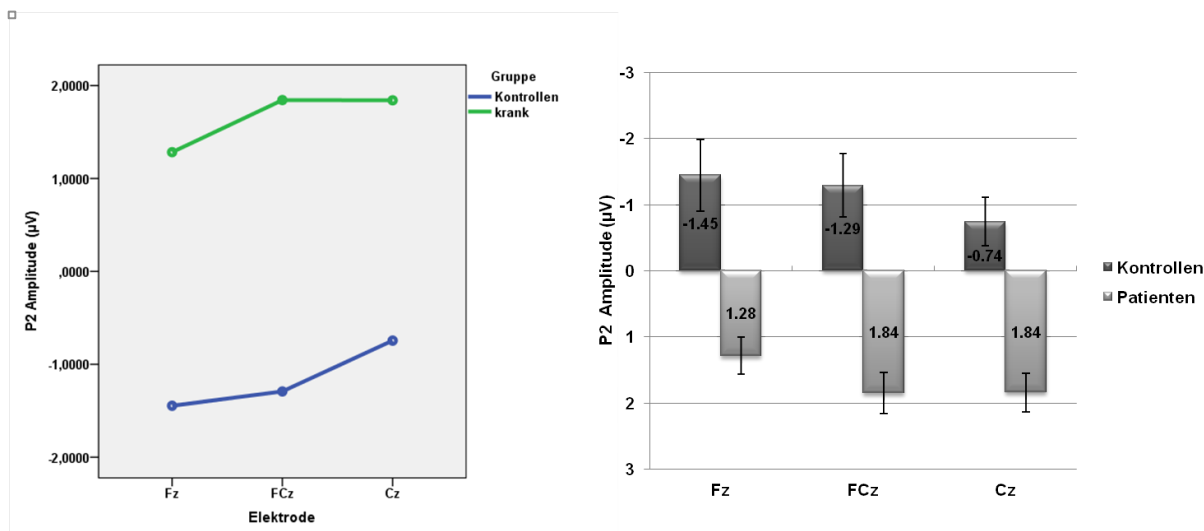 Gruppe
Kontrollen
krank
2,0000
1,0000
,0000
-1,0000
-2,0000
P2 Amplitude (µV)
Fz FCz Cz
Elektrode
-3
-2
-1
0
1
2
3
P2 Amplitude (µV)
-1.45
-1.29
-0.74
1.28
1.84
1.84
Fz FCz Cz
Kontrollen
Patienten